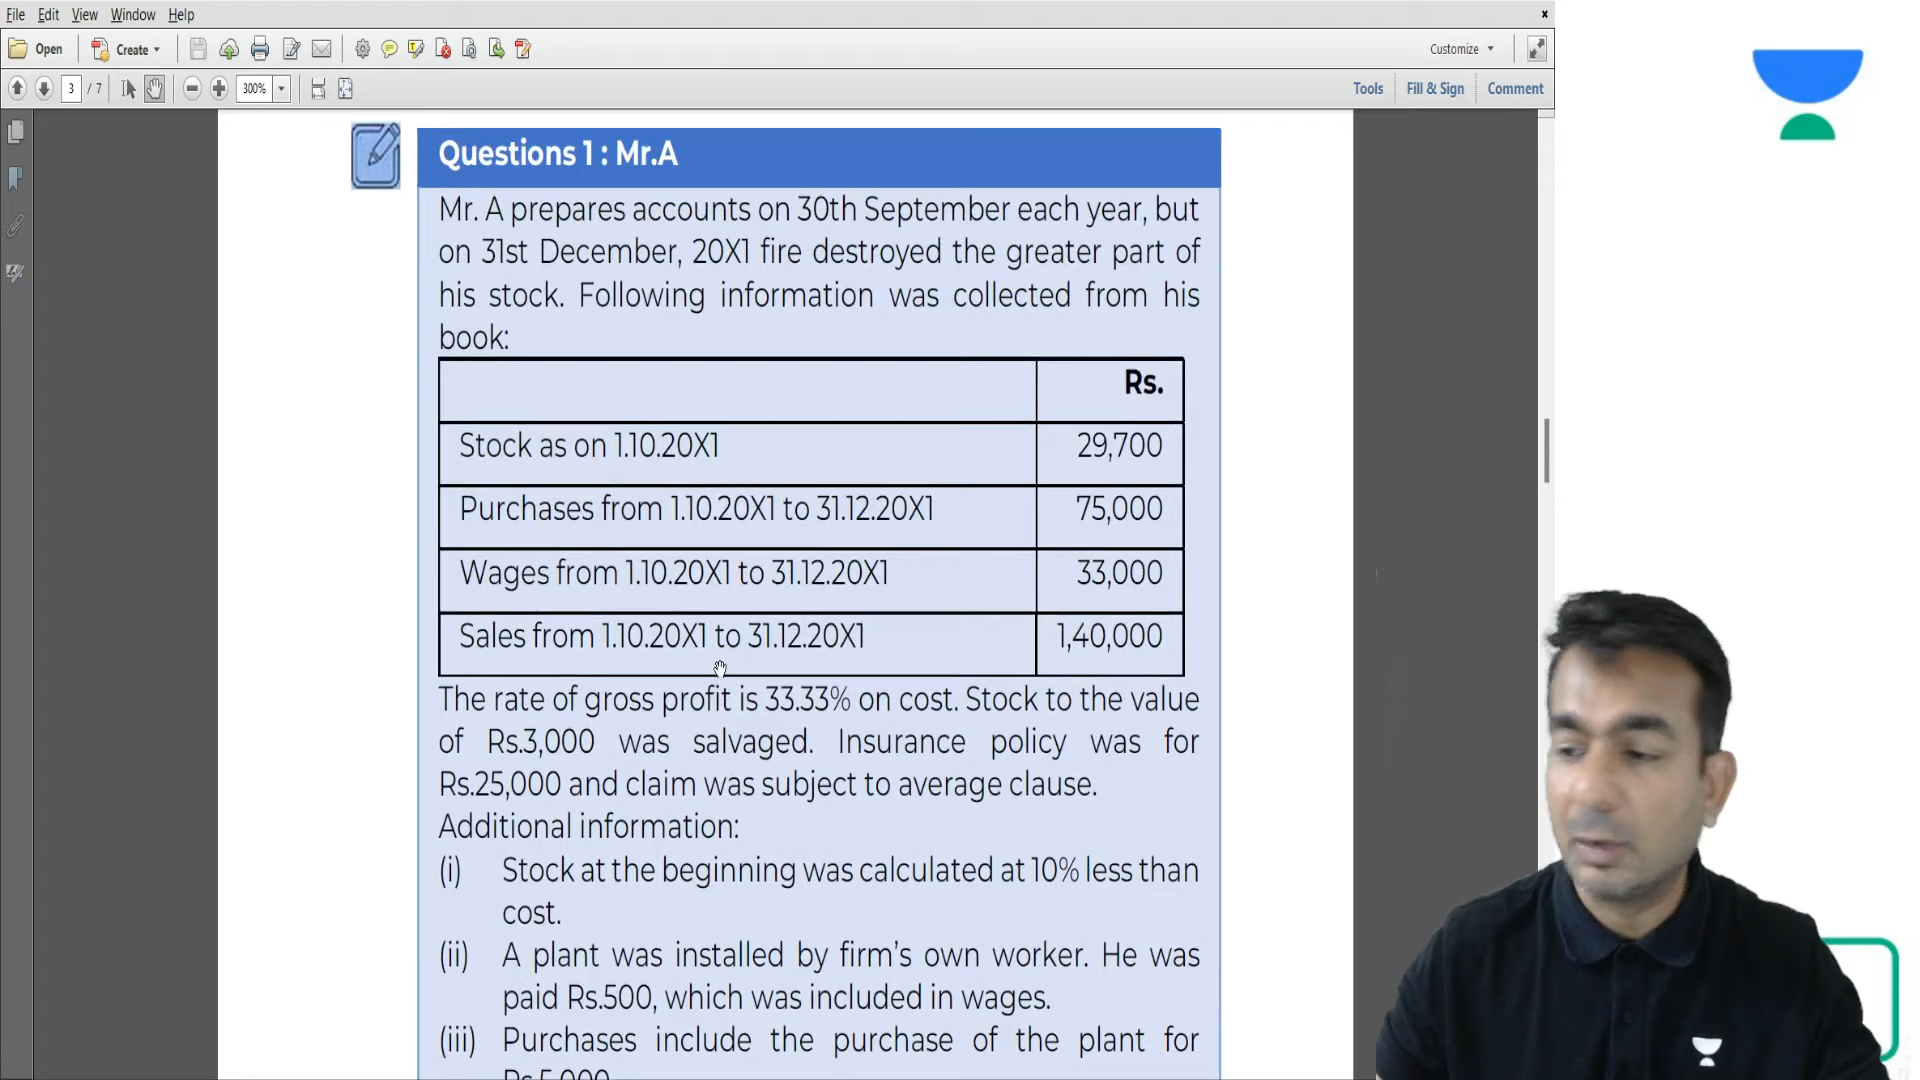 File Edit View Window Help
Open Create Customize
3 / 7 300% Tools Fill & Sign Comment
Questions 1 : Mr.A
Mr. A prepares accounts on 30th September each year, but
on 31st December, 20X1 fire destroyed the greater part of
his stock. Following information was collected from his
book:
Rs.
Stock as on 1.10.20X1 29,700
Purchases from 1.10.20X1 to 31.12.20X1 75,000
Wages from 1.10.20X1 to 31.12.20X1 33,000
Sales from 1.10.20X1 to 31.12.20X1 1,40,000
The rate of gross profit is 33.33% on cost. Stock to the value
of Rs.3,000 was salvaged. Insurance policy was for
Rs.25,000 and claim was subject to average clause.
Additional information:
(i) Stock at the beginning was calculated at 10% less than
cost.
(ii) A plant was installed by firm's own worker. He was
paid Rs.500, which was included in wages.
(iii) Purchases include the purchase of the plant for
Rs.5,000